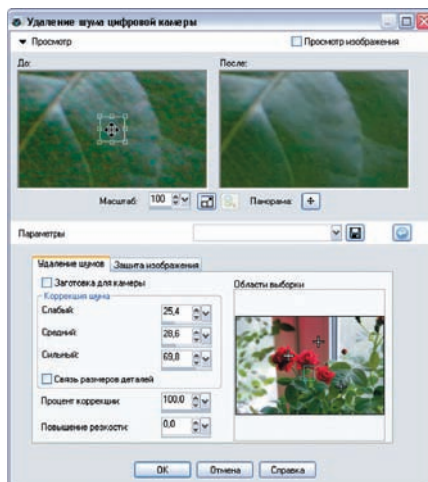 Удаление шума цифровой камеры
Просмотр
Просмотр изображения
До:
После:
Масштаб:
100
Панорама:
Параметры
Удаление шумов
Защита изображения
Заготовка для камеры
Области выборки
Коррекция шума
Слабый:
25,4
Средний:
28,6
Сильный:
69,8
Связь размеров деталей
Процент коррекции:
100,0
Повышение резкости:
0,0
ОК
Отмена
Справка